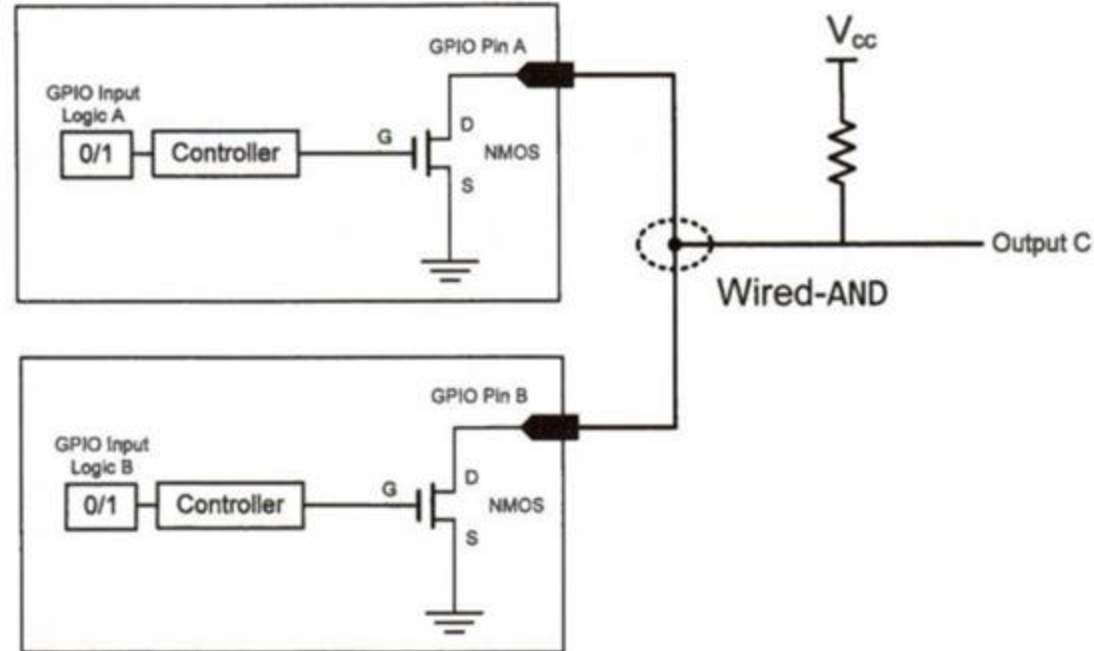 GPIO Pin A
GPIO Input
Logic A
0/1
Controller
G
D
NMOS
S
Vcc
Output C
Wired-AND
GPIO Pin B
GPIO Input
Logic B
0/1
Controller
G
D
NMOS
S